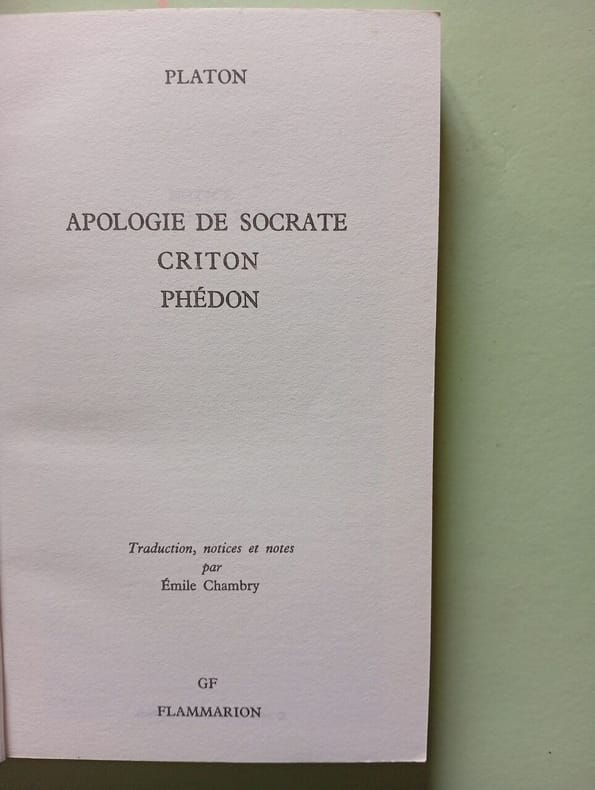 PLATON
APOLOGIE DE SOCRATE
CRITON
PHÉDON
Traduction, notices et notes
par
Émile Chambry
GF
FLAMMARION